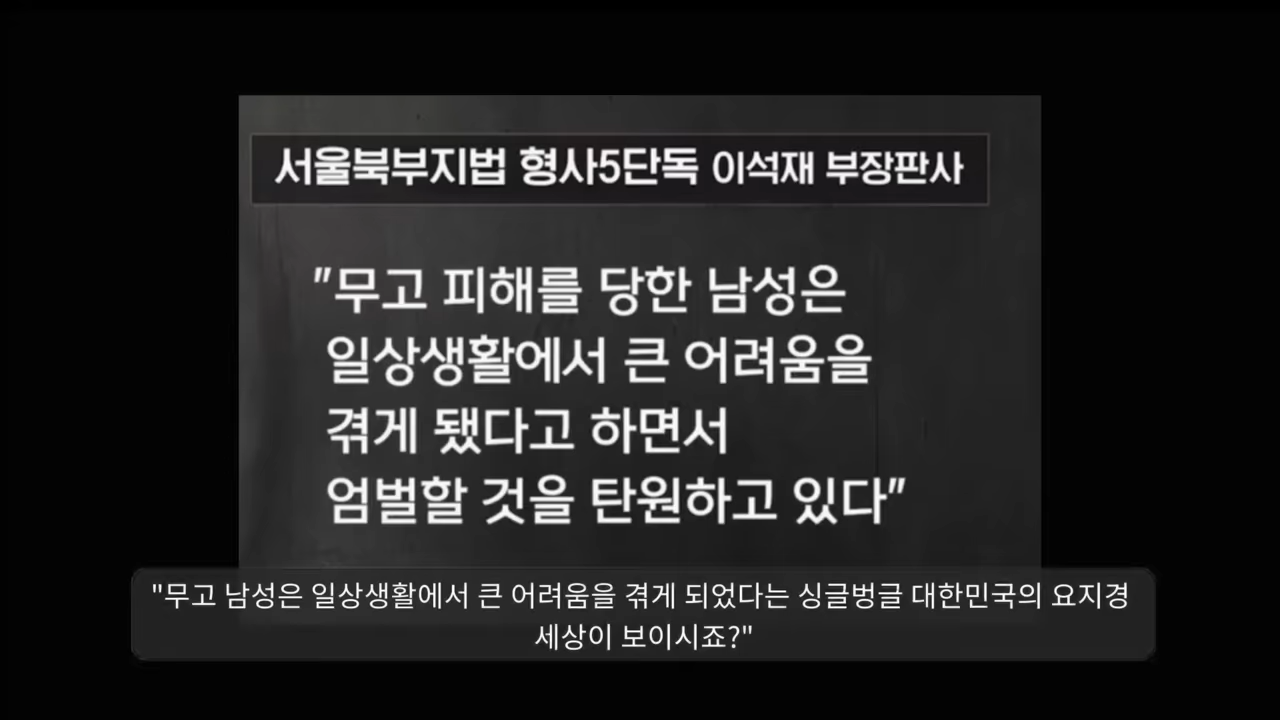 서울북부지법 형사5단독 이석재 부장판사
"무고 피해를 당한 남성은
일상생활에서 큰 어려움을
겪게 됐다고 하면서
엄벌할 것을 탄원하고 있다"
"무고 남성은 일상생활에서 큰 어려움을 겪게 되었다는 싱글벙글 대한민국의 요지경
세상이 보이시죠?"